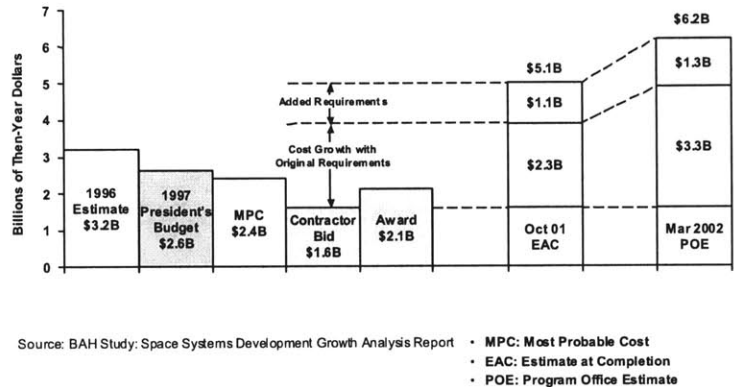 Billions of Then-Year Dollars
7
6
5
4
3
2
1
0
1996
Estimate
$3.2B
1997
President's
Budget
$2.6B
MPC
$2.4B
Contractor
Bid
$1.6B
Award
$2.1B
Added Requirements
Cost Growth with
Original Requirements
$5.1B
$1.1B
$2.3B
Oct 01
EAC
$6.2B
$1.3B
$3.3B
Mar 2002
POE
Source: BAH Study: Space Systems Development Growth Analysis Report
• MPC: Most Probable Cost
• EAC: Estimate at Completion
• POE: Program Office Estimate